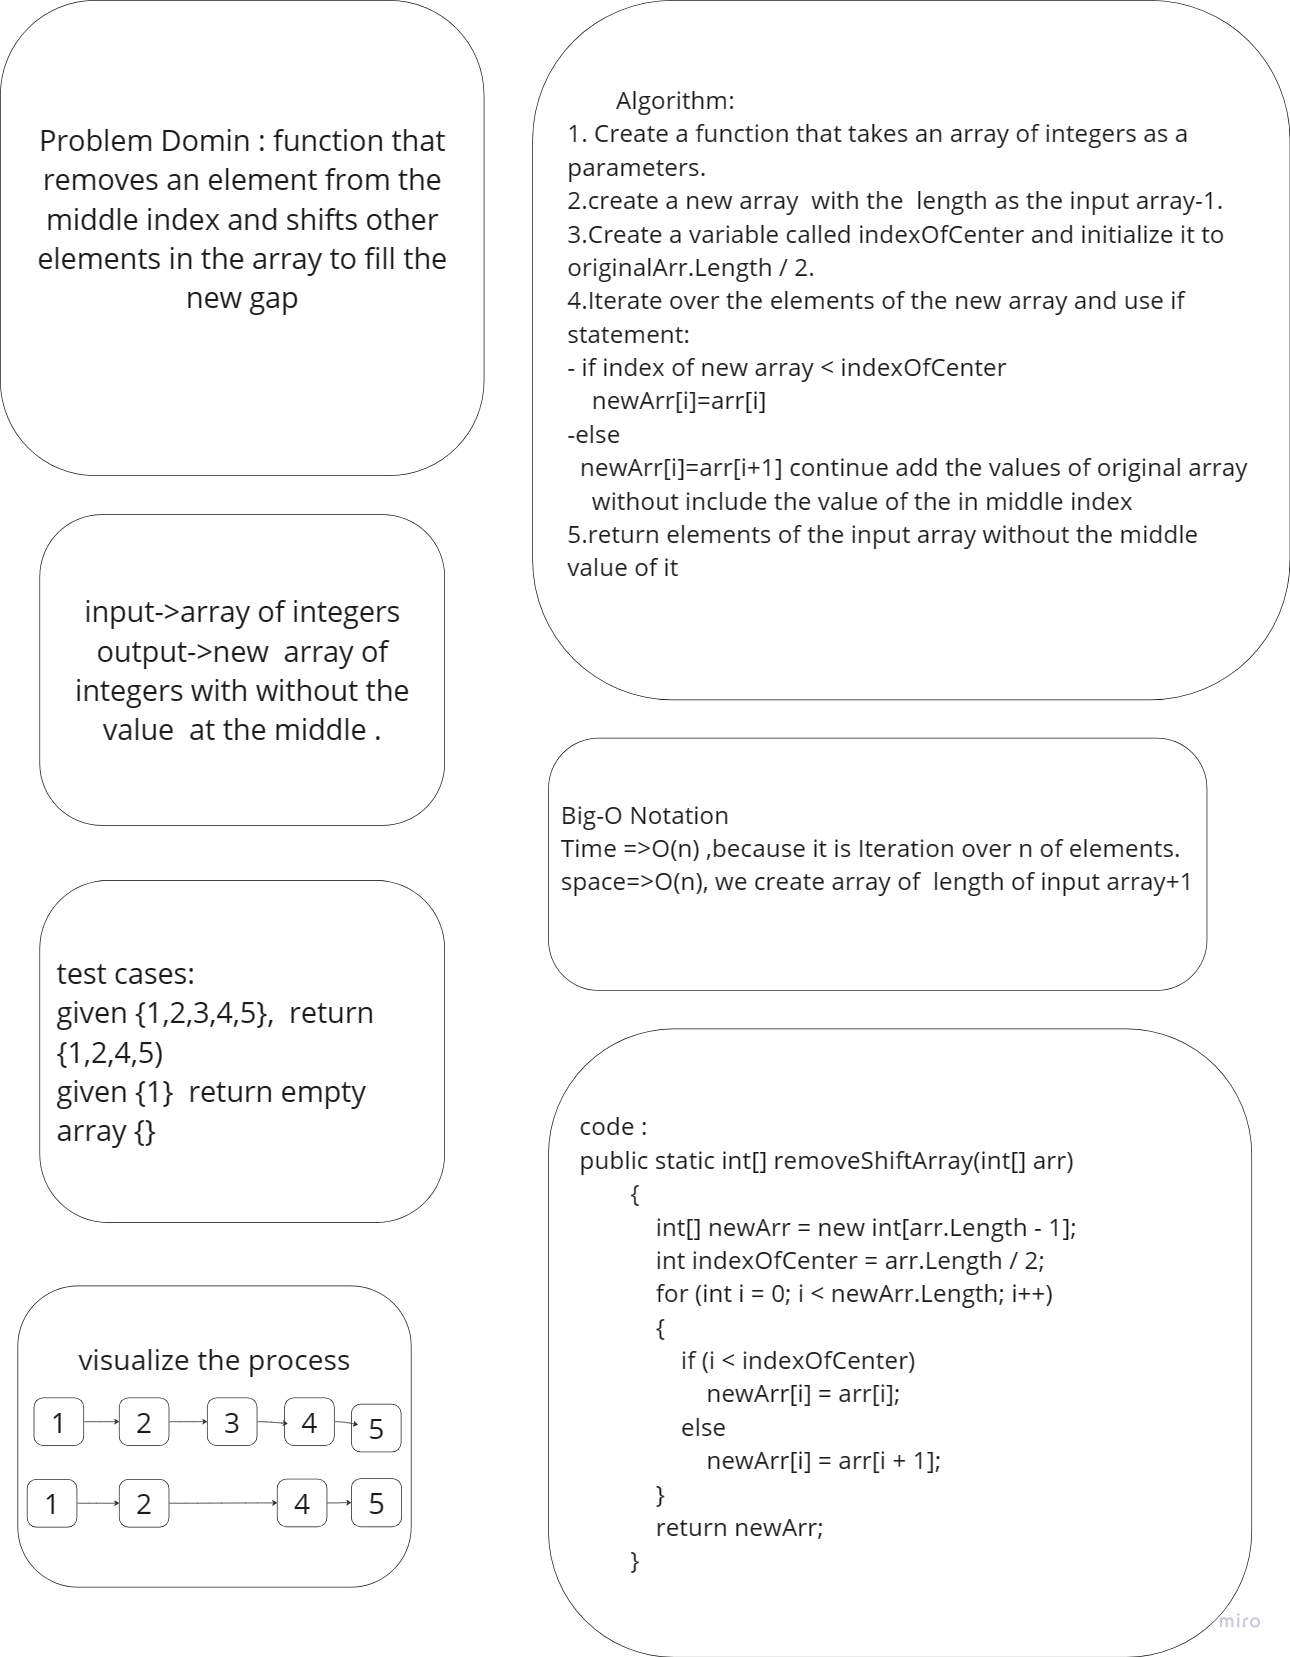 Problem Domin : function that
removes an element from the
middle index and shifts other
elements in the array to fill the
new gap
input->array of integers
output->new  array of
integers with without the
value  at the middle .
test cases:
given {1,2,3,4,5},  return
{1,2,4,5)
given {1}  return empty
array {}
visualize the process
1 2 3 4 5
1 2 4 5
Algorithm:
1. Create a function that takes an array of integers as a
parameters.
2.create a new array  with the  length as the input array-1.
3.Create a variable called indexOfCenter and initialize it to
originalArr.Length / 2.
4.Iterate over the elements of the new array and use if
statement:
- if index of new array < indexOfCenter
newArr[i]=arr[i]
-else
newArr[i]=arr[i+1] continue add the values of original array
without include the value of the in middle index
5.return elements of the input array without the middle
value of it
Big-O Notation
Time =>O(n) ,because it is Iteration over n of elements.
space=>O(n), we create array of  length of input array+1
code :
public static int[] removeShiftArray(int[] arr)
{
int[] newArr = new int[arr.Length - 1];
int indexOfCenter = arr.Length / 2;
for (int i = 0; i < newArr.Length; i++)
{
if (i < indexOfCenter)
newArr[i] = arr[i];
else
newArr[i] = arr[i + 1];
}
return newArr;
}
miro